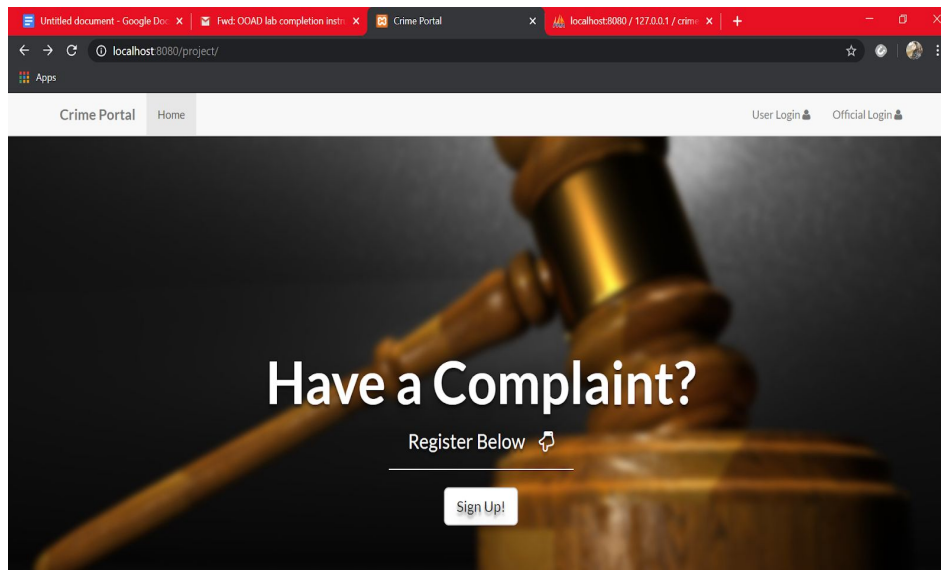 Untitled document - Google Doc
Fwd: OOAD lab completion instru
Crime Portal
localhost:8080 / 127.0.0.1 / crime
localhost:8080/project/
Apps
Crime Portal Home User Login Official Login
Have a Complaint?
Register Below
Sign Up!